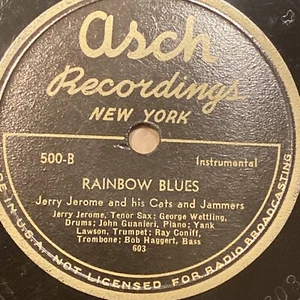 asch
Recordings
NEW YORK
500-B
Instrumental
RAINBOW BLUES
Jerry Jerome and his Cats and Jammers
Jerry Jerome, Tenor Sax; George Wettling,
Drums; John Guanieri, Piano; Yank
Lawson, Trumpet; Ray Coniff,
Trombone; Bob Haggert, Bass
603
MADE IN U.S.A. NOT LICENSED FOR RADIO BROADCASTING